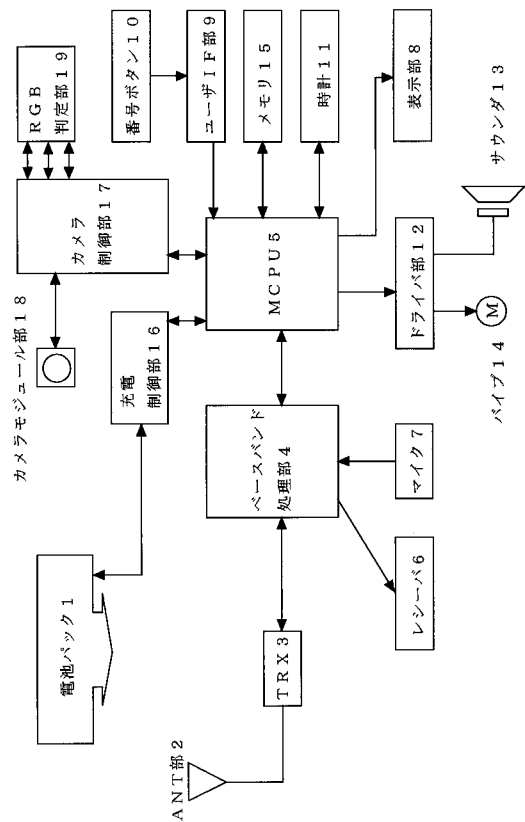 電池パック1
ANT部2
TRX3
カメラモジュール部18
充電
制御部16
ベースバンド
処理部4
レシーバ6
マイク7
カメラ
制御部17
RGB
判定部19
MCPU5
番号ボタン10
ユーザIF部9
メモリ15
時計11
表示部8
ドライバ部12
サウンダ13
バイブ14
M